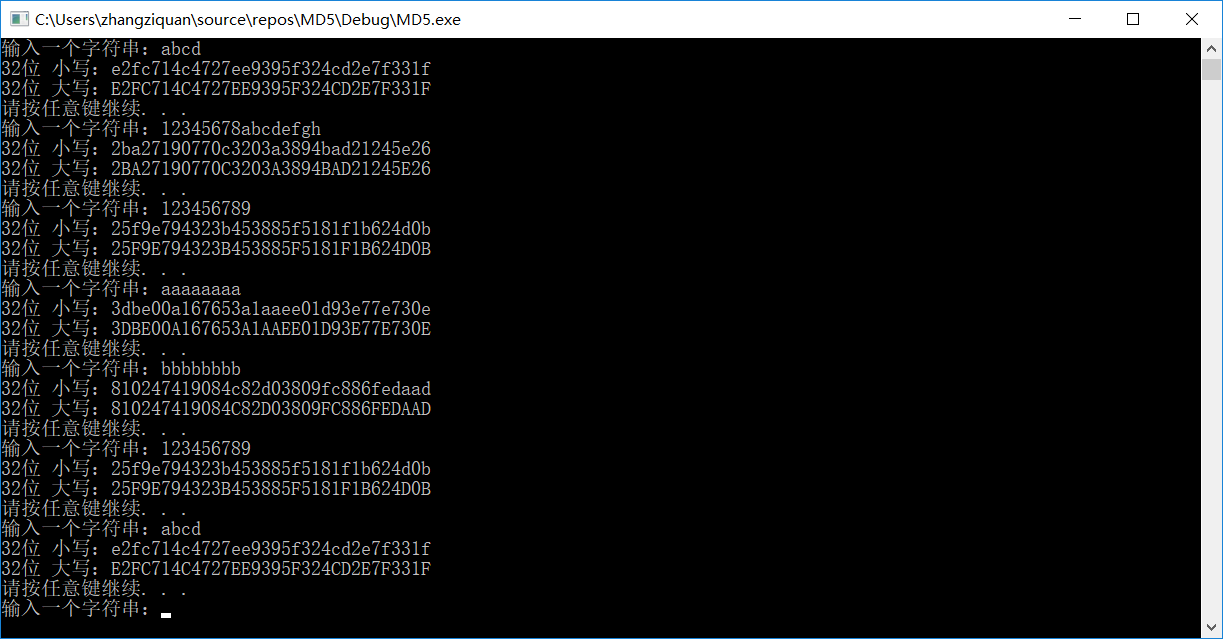 C:\Users\zhangziquan\source\repos\MD5\Debug\MD5.exe
输入一个字符串：abcd
32位 小写：e2fc714c4727ee9395f324cd2e7f331f
32位 大写：E2FC714C4727EE9395F324CD2E7F331F
请按任意键继续. . .
输入一个字符串：12345678abcdefgh
32位 小写：2ba27190770c3203a3894bad21245e26
32位 大写：2BA27190770C3203A3894BAD21245E26
请按任意键继续. . .
输入一个字符串：123456789
32位 小写：25f9e794323b453885f5181f1b624d0b
32位 大写：25F9E794323B453885F5181F1B624D0B
请按任意键继续. . .
输入一个字符串：aaaaaaaa
32位 小写：3dbe00a167653a1aaee01d93e77e730e
32位 大写：3DBE00A167653A1AAEE01D93E77E730E
请按任意键继续. . .
输入一个字符串：bbbbbbbb
32位 小写：810247419084c82d03809fc886fedaad
32位 大写：810247419084C82D03809FC886FEDAAD
请按任意键继续. . .
输入一个字符串：123456789
32位 小写：25f9e794323b453885f5181f1b624d0b
32位 大写：25F9E794323B453885F5181F1B624D0B
请按任意键继续. . .
输入一个字符串：abcd
32位 小写：e2fc714c4727ee9395f324cd2e7f331f
32位 大写：E2FC714C4727EE9395F324CD2E7F331F
请按任意键继续. . .
输入一个字符串：